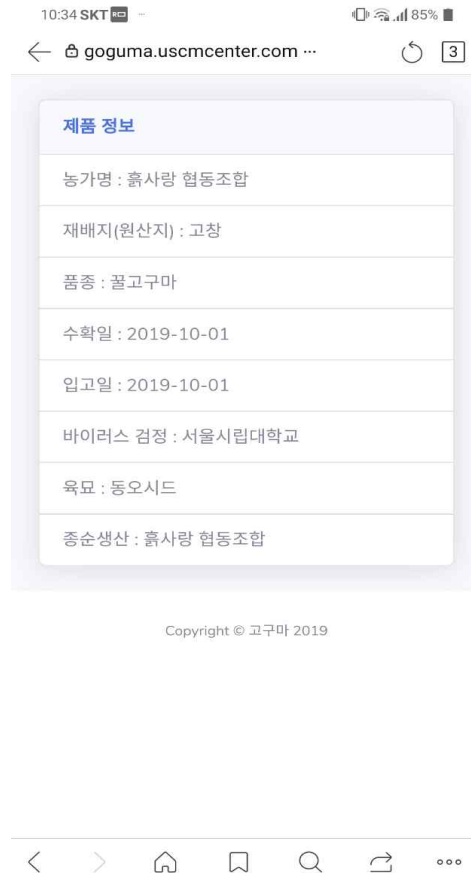 10:34 SKT ...
85%
goguma.uscmcenter.com ...
3
제품 정보
농가명 : 흙사랑 협동조합
재배지(원산지) : 고창
품종 : 꿀고구마
수확일 : 2019-10-01
입고일 : 2019-10-01
바이러스 검정 : 서울시립대학교
육묘 : 동오시드
종순생산 : 흙사랑 협동조합
Copyright © 고구마 2019